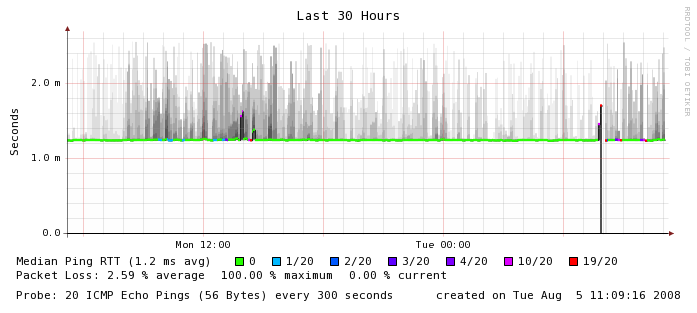 Last 30 Hours
RRDTOOL / TOBI OETIKER
Seconds
2.0 m
1.0 m
0.0
Mon 12:00 Tue 00:00
Median Ping RTT (1.2 ms avg) 0 1/20 2/20 3/20 4/20 10/20 19/20
Packet Loss: 2.59 % average 100.00 % maximum 0.00 % current
Probe: 20 ICMP Echo Pings (56 Bytes) every 300 seconds created on Tue Aug 5 11:09:16 2008